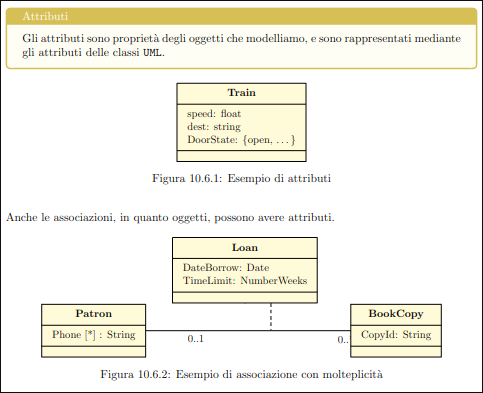 Attributi
Gli attributi sono proprietà degli oggetti che modelliamo, e sono rappresentati mediante
gli attributi delle classi UML.
Train
speed: float
dest: string
DoorState: {open, ...}
Figura 10.6.1: Esempio di attributi
Anche le associazioni, in quanto oggetti, possono avere attributi.
Loan
DateBorrow: Date
TimeLimit: NumberWeeks
Patron
Phone [*] : String
0..1
0..
BookCopy
CopyId: String
Figura 10.6.2: Esempio di associazione con molteplicità